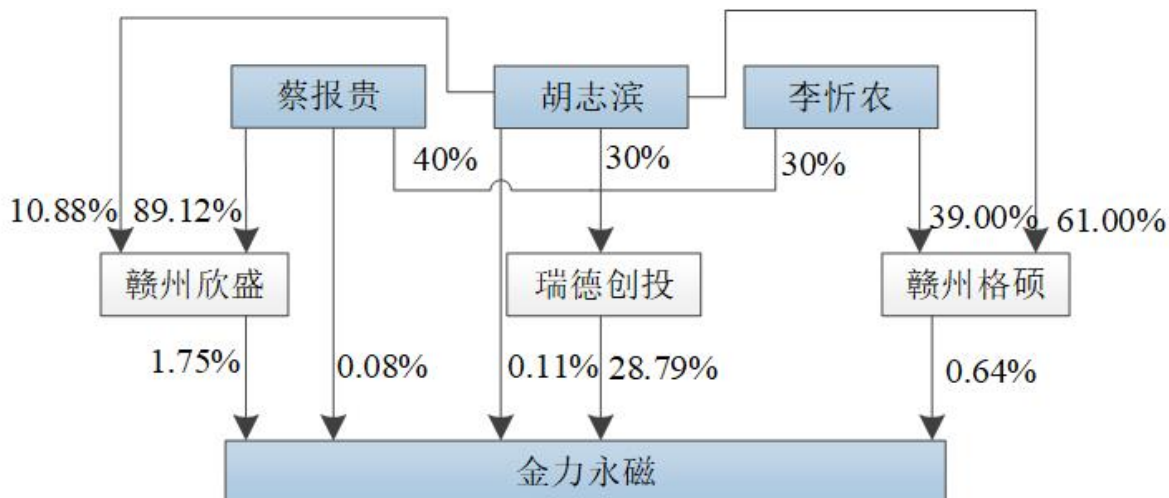 蔡报贵
胡志滨
李忻农
40%
30%
30%
10.88%
89.12%
39.00%
61.00%
赣州欣盛
瑞德创投
赣州格硕
1.75%
0.08%
0.11%
28.79%
0.64%
金力永磁